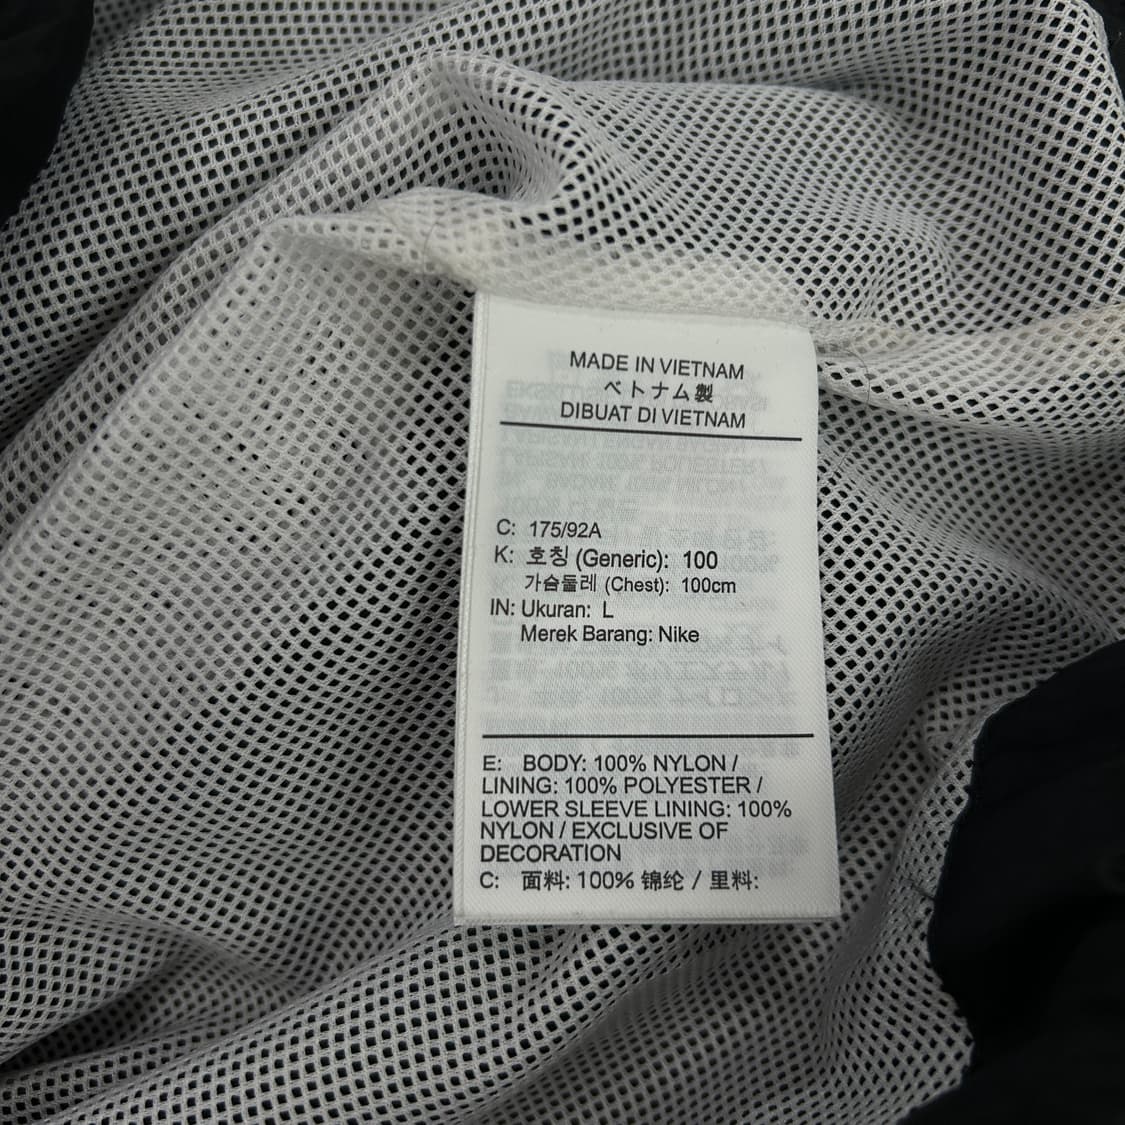 MADE IN VIETNAM
ベトナム製
DIBUAT DI VIETNAM
C: 175/92A
K: 호칭 (Generic): 100
가슴둘레 (Chest): 100cm
IN: Ukuran: L
Merek Barang: Nike
E: BODY: 100% NYLON /
LINING: 100% POLYESTER /
LOWER SLEEVE LINING: 100%
NYLON / EXCLUSIVE OF
DECORATION
C: 面料: 100% 锦纶 / 里料: